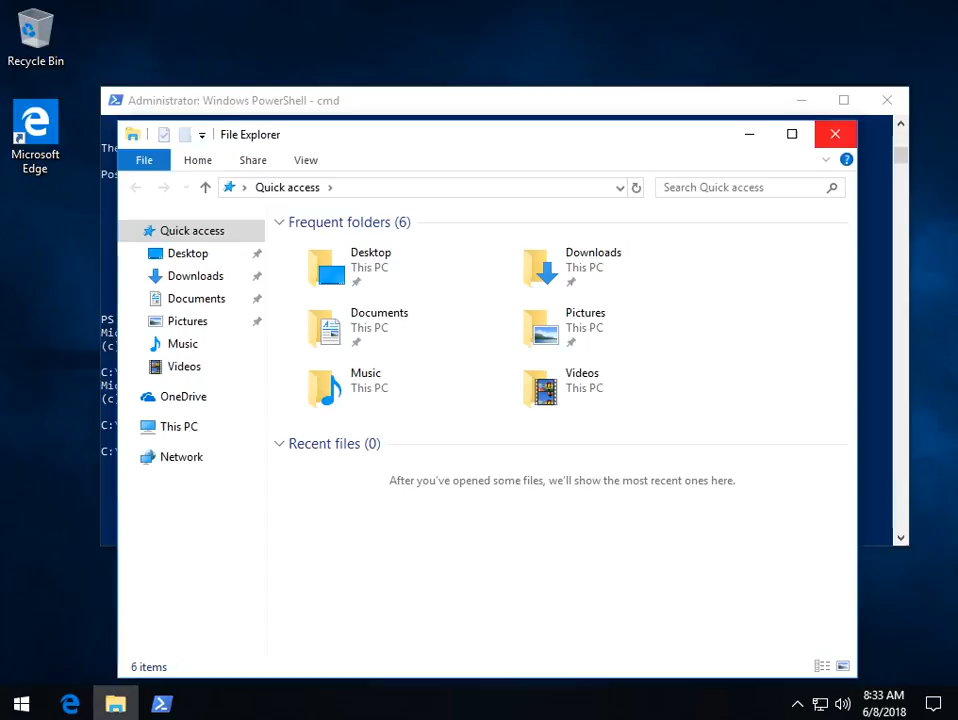 Recycle Bin
Microsoft
Edge
Administrator: Windows PowerShell - cmd
PS
(c)
C:\
(c)
C:\
C:\
File Explorer
File
Home
Share
View
Quick access
Search Quick access
Quick access
Desktop
Downloads
Documents
Pictures
Music
Videos
OneDrive
This PC
Network
Frequent folders (6)
Desktop
This PC
Downloads
This PC
Documents
This PC
Pictures
This PC
Music
This PC
Videos
This PC
Recent files (0)
After you've opened some files, we'll show the most recent ones here.
6 items
8:33 AM
6/8/2018